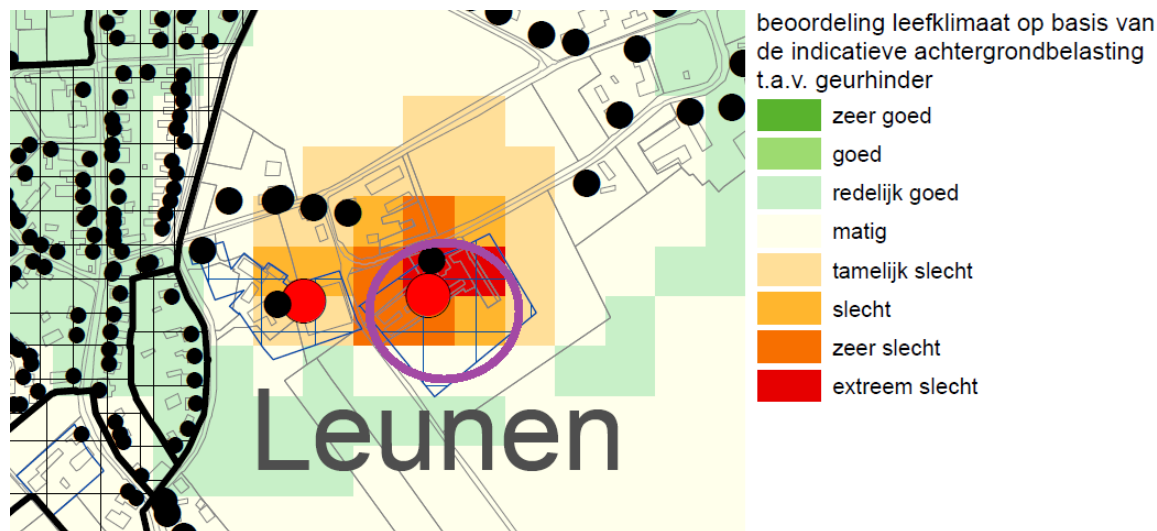 beoordeling leefklimaat op basis van
de indicatieve achtergrondbelasting
t.a.v. geurhinder
zeer goed
goed
redelijk goed
matig
tamelijk slecht
slecht
zeer slecht
extreem slecht
Leunen